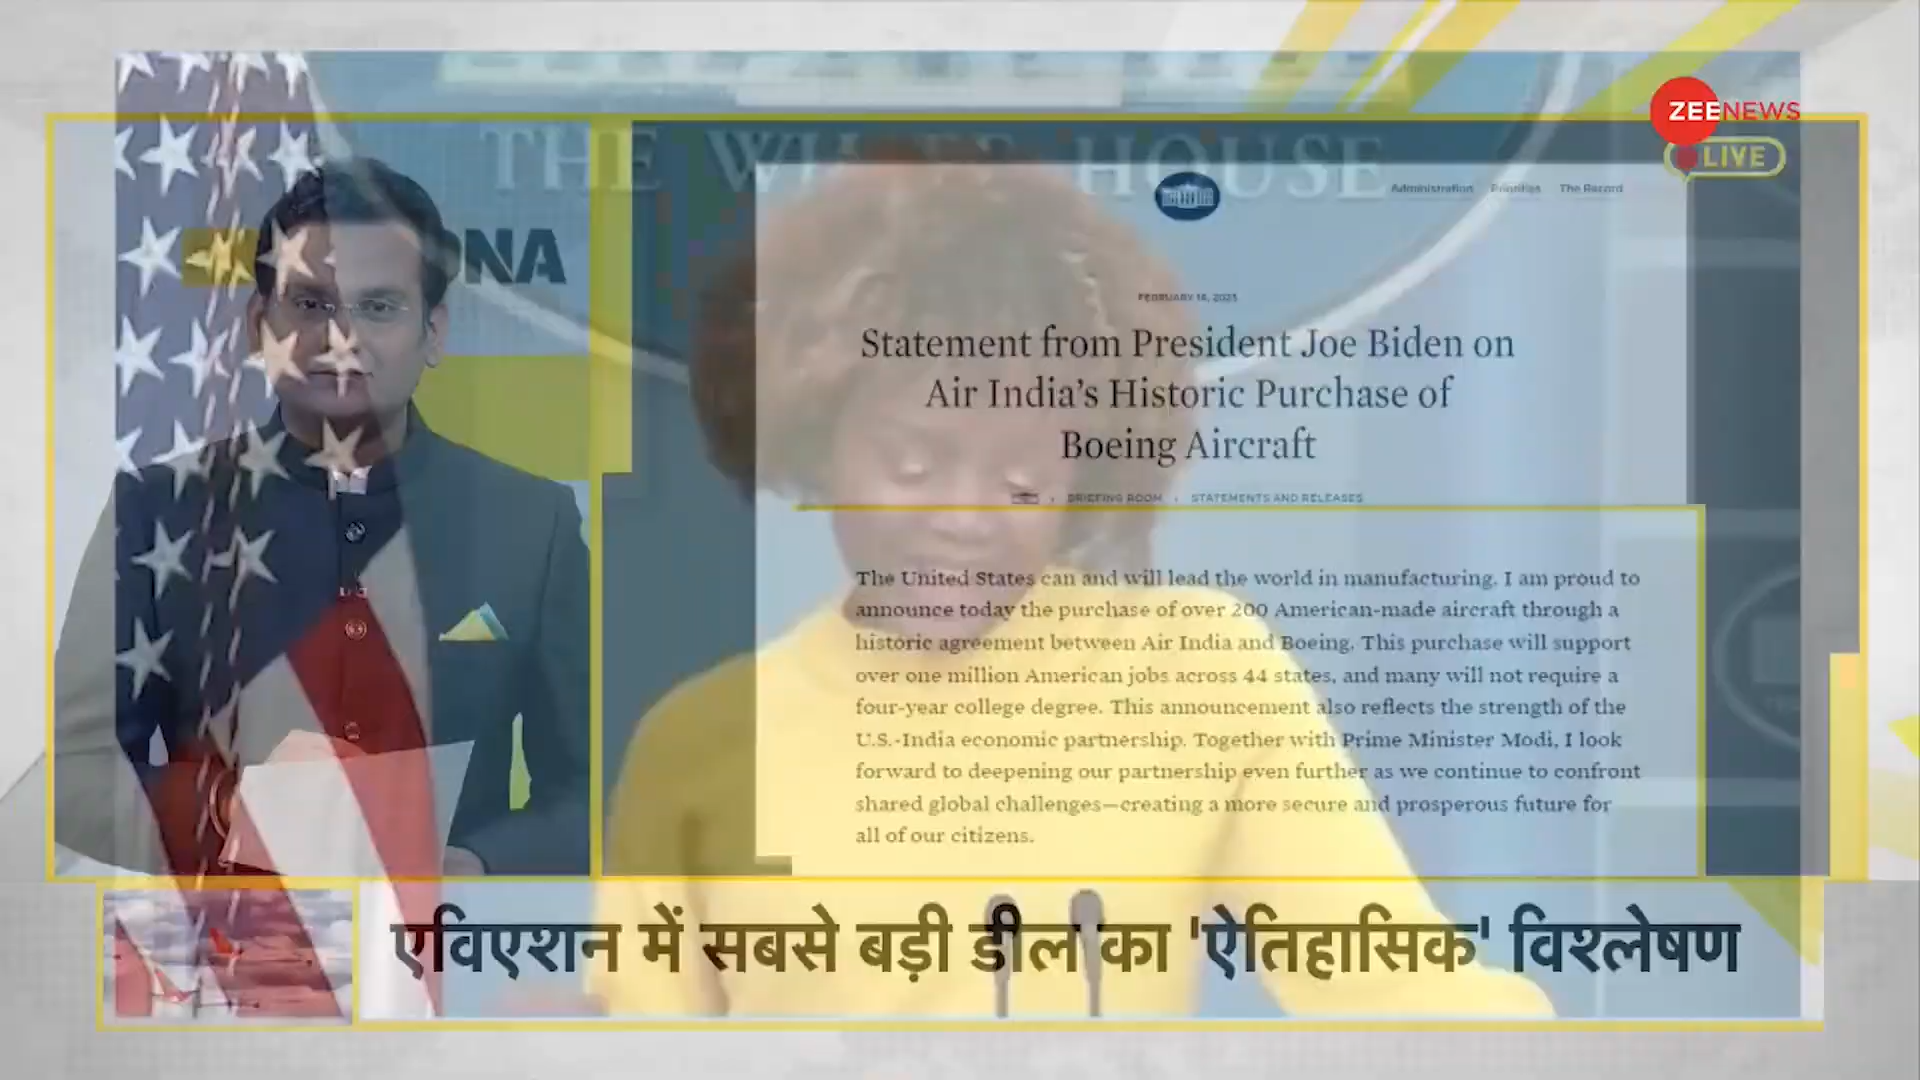 ZEENEWS
LIVE
THE WHITE HOUSE
Administration Priorities The Record
DNA
FEBRUARY 14, 2023
Statement from President Joe Biden on
Air India's Historic Purchase of
Boeing Aircraft
BRIEFING ROOM STATEMENTS AND RELEASES
The United States can and will lead the world in manufacturing. I am proud to
announce today the purchase of over 200 American-made aircraft through a
historic agreement between Air India and Boeing. This purchase will support
over one million American jobs across 44 states, and many will not require a
four-year college degree. This announcement also reflects the strength of the
U.S.-India economic partnership. Together with Prime Minister Modi, I look
forward to deepening our partnership even further as we continue to confront
shared global challenges—creating a more secure and prosperous future for
all of our citizens.
एविएशन में सबसे बड़ी डील का 'ऐतिहासिक' विश्लेषण